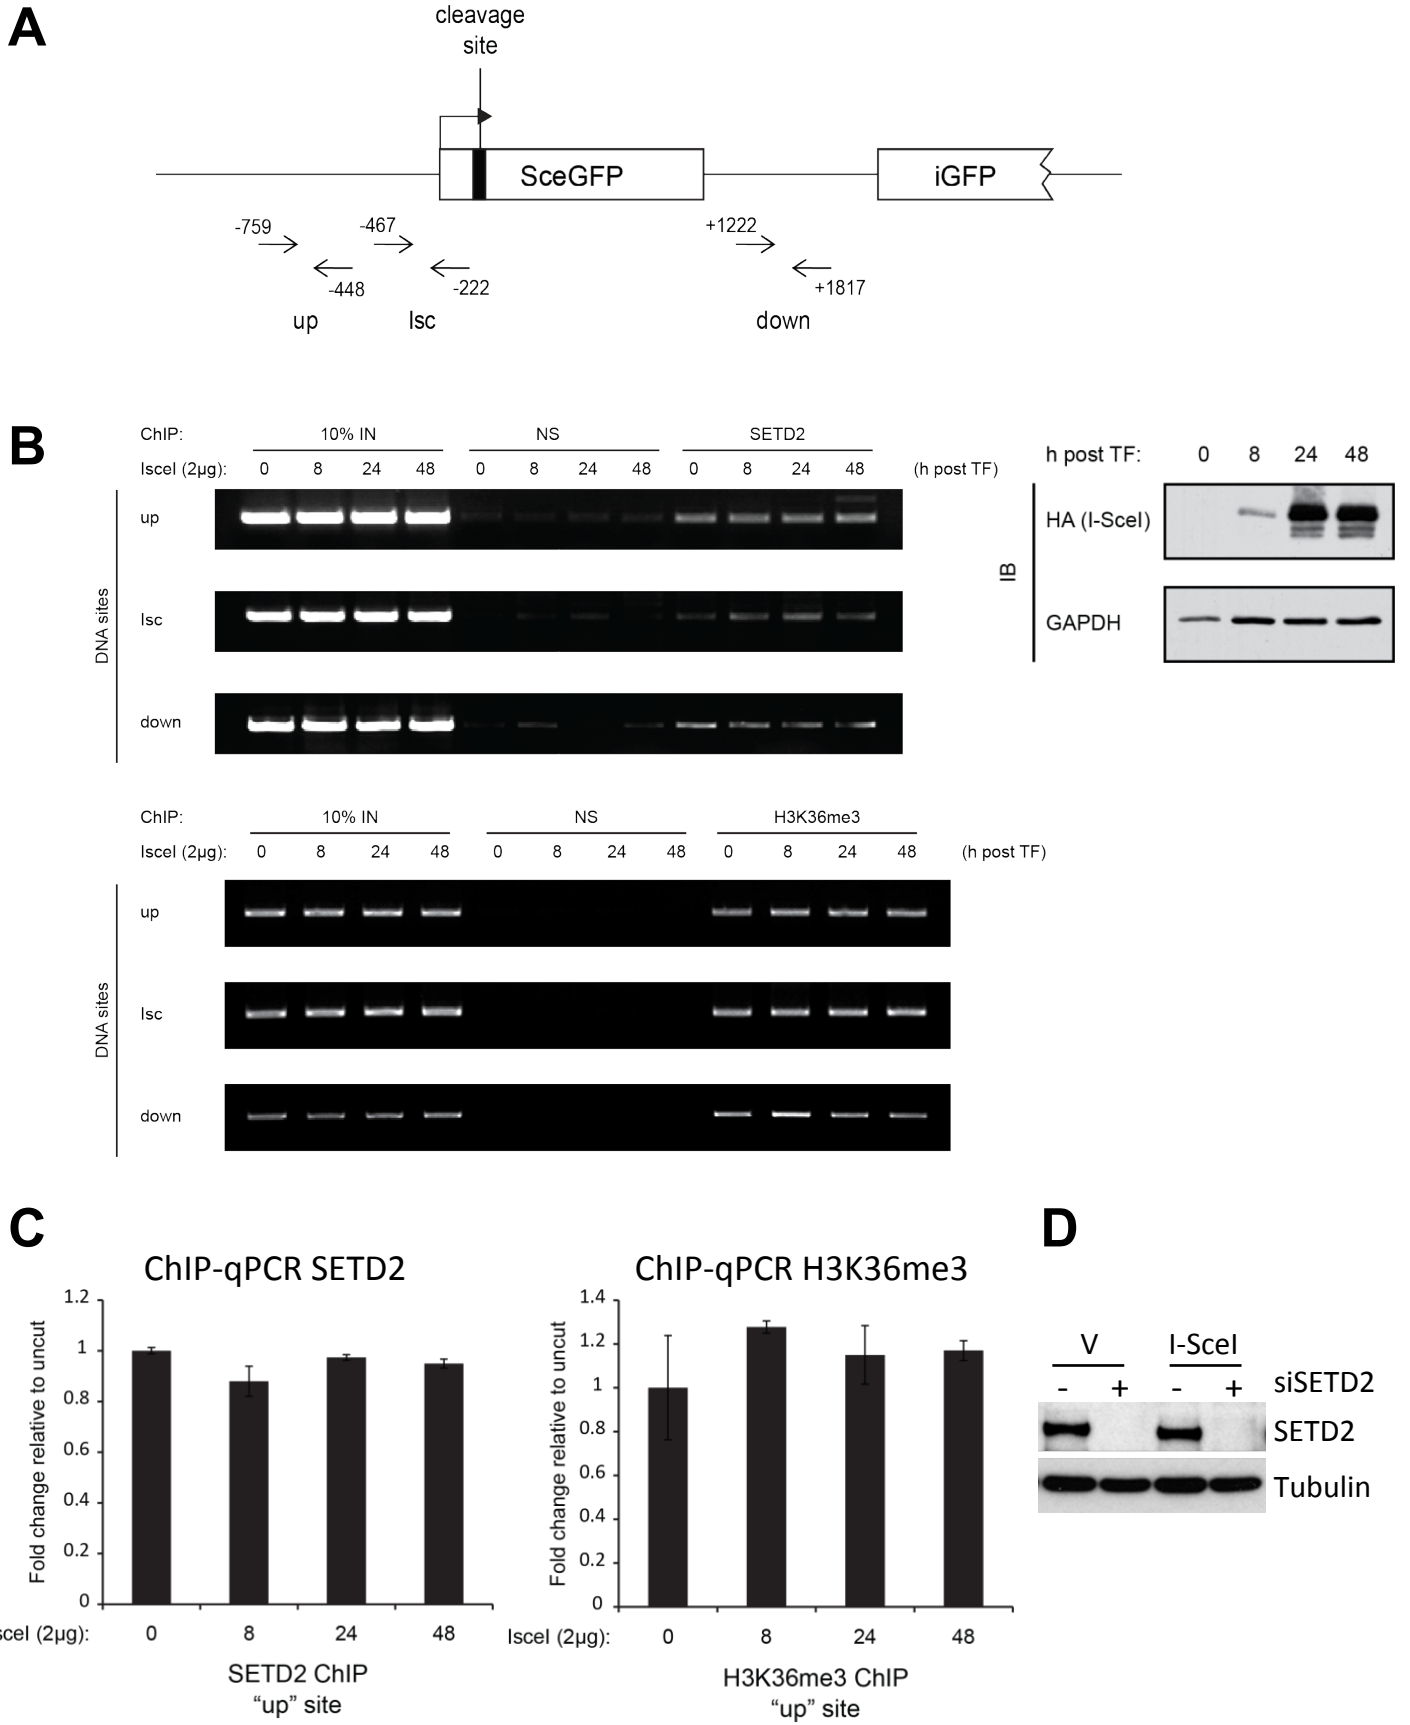 A
cleavage
site
SceGFP
iGFP
-759
-467
+1222
-448
-222
+1817
up
Isc
down
B
ChIP:
10% IN
NS
SETD2
IsceI (2µg):
0 8 24 48
0 8 24 48
0 8 24 48
(h post TF)
DNA sites
up
Isc
down
h post TF:
0 8 24 48
IB
HA (I-SceI)
GAPDH
ChIP:
10% IN
NS
H3K36me3
IsceI (2µg):
0 8 24 48
0 8 24 48
0 8 24 48
(h post TF)
DNA sites
up
Isc
down
C
ChIP-qPCR SETD2
Fold change relative to uncut
1.2
1
0.8
0.6
0.4
0.2
0
sceI (2µg):
0 8 24 48
SETD2 ChIP
“up” site
ChIP-qPCR H3K36me3
Fold change relative to uncut
1.4
1.2
1
0.8
0.6
0.4
0.2
0
IsceI (2µg):
0 8 24 48
H3K36me3 ChIP
“up” site
D
V
I-SceI
- + - +
siSETD2
SETD2
Tubulin